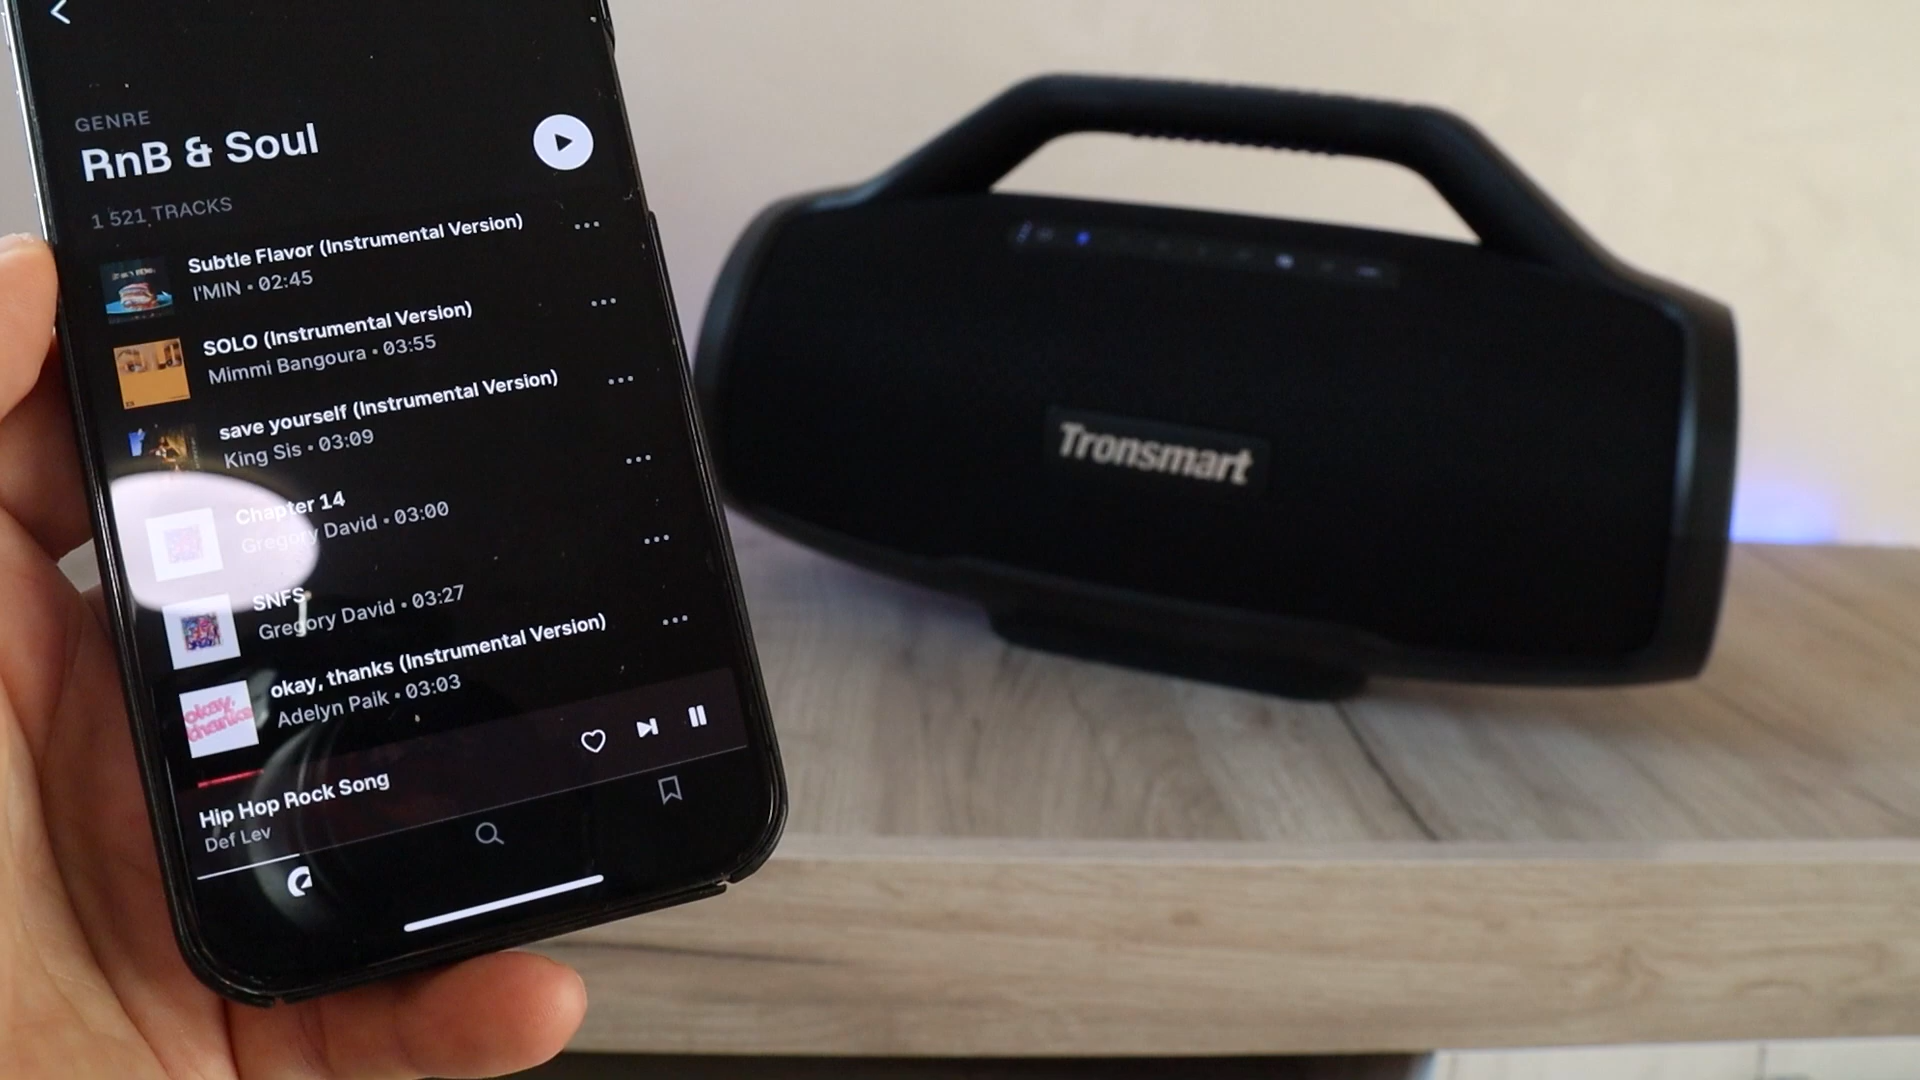 GENRE
RnB & Soul
1 521 TRACKS
Subtle Flavor (Instrumental Version)
I'MIN • 02:45
SOLO (Instrumental Version)
Mimmi Bangoura • 03:55
save yourself (Instrumental Version)
King Sis • 03:09
Chapter 14
Gregory David • 03:00
SNFS
Gregory David • 03:27
okay, thanks (Instrumental Version)
Adelyn Paik • 03:03
okay,
thanks
Hip Hop Rock Song
Def Lev
Tronsmart